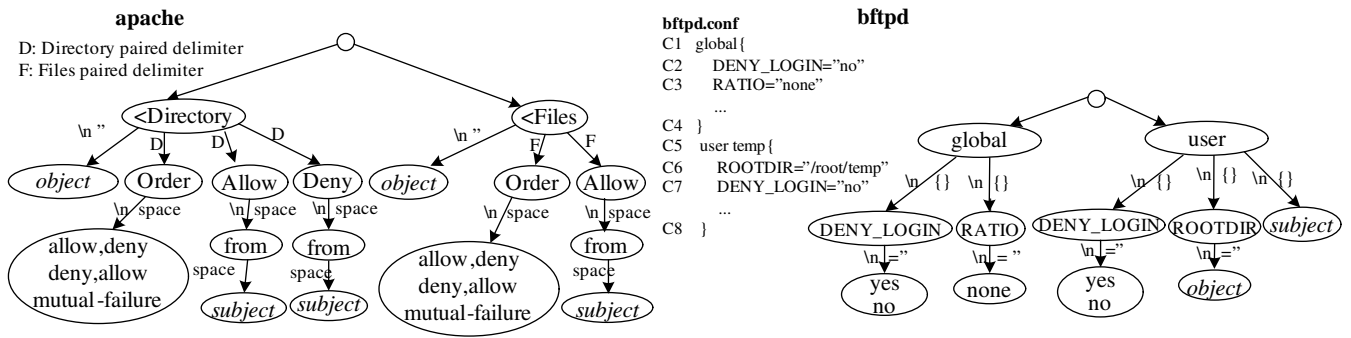 apache
D: Directory paired delimiter
F: Files paired delimiter
<Directory
<Files
\n ”
D
D
D
\n ”
F
F
object
Order
Allow
Deny
object
Order
Allow
\n space
\n space
\n space
\n space
\n space
allow,deny
deny,allow
mutual-failure
from
from
allow,deny
deny,allow
mutual-failure
from
space
space
space
subject
subject
subject
bftpd.conf
C1 global{
C2 DENY_LOGIN=”no”
C3 RATIO=”none”
...
C4 }
C5 user temp{
C6 ROOTDIR=”/root/temp”
C7 DENY_LOGIN=”no”
...
C8 }
bftpd
global
user
\n {}
\n {}
\n {}
\n {}
\n {}
DENY_LOGIN
RATIO
DENY_LOGIN
ROOTDIR
subject
\n =”
\n = ”
\n =”
\n =”
yes
no
none
yes
no
object